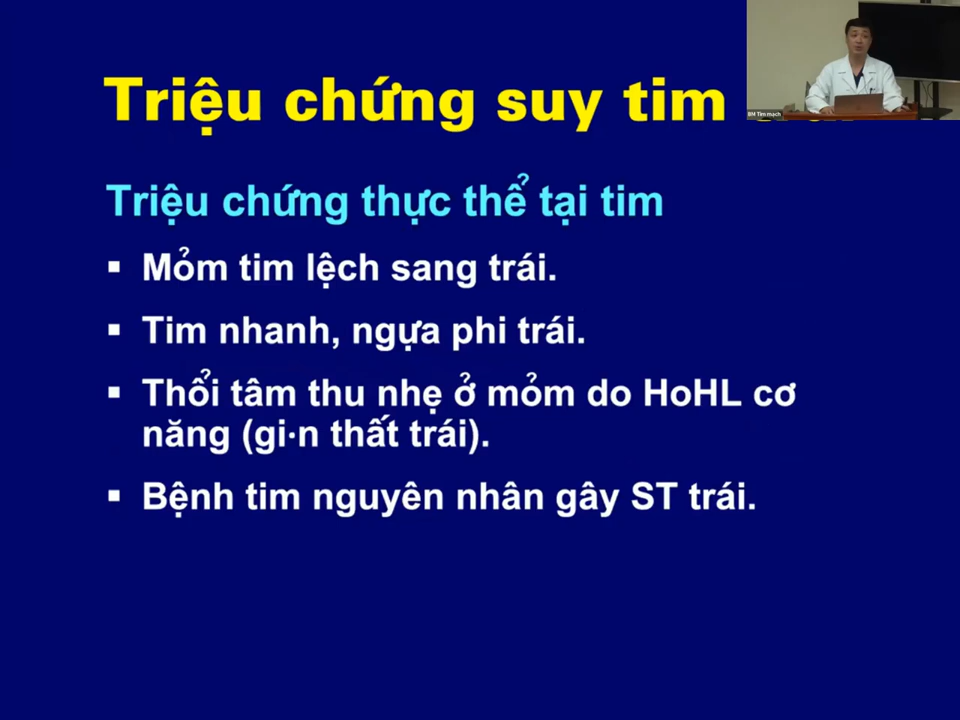 Triệu chứng suy tim
BM Tim mạch
Triệu chứng thực thể tại tim
▪ Mỏm tim lệch sang trái.
▪ Tim nhanh, ngựa phi trái.
▪ Thổi tâm thu nhẹ ở mỏm do HoHL cơ
năng (gi·n thất trái).
▪ Bệnh tim nguyên nhân gây ST trái.